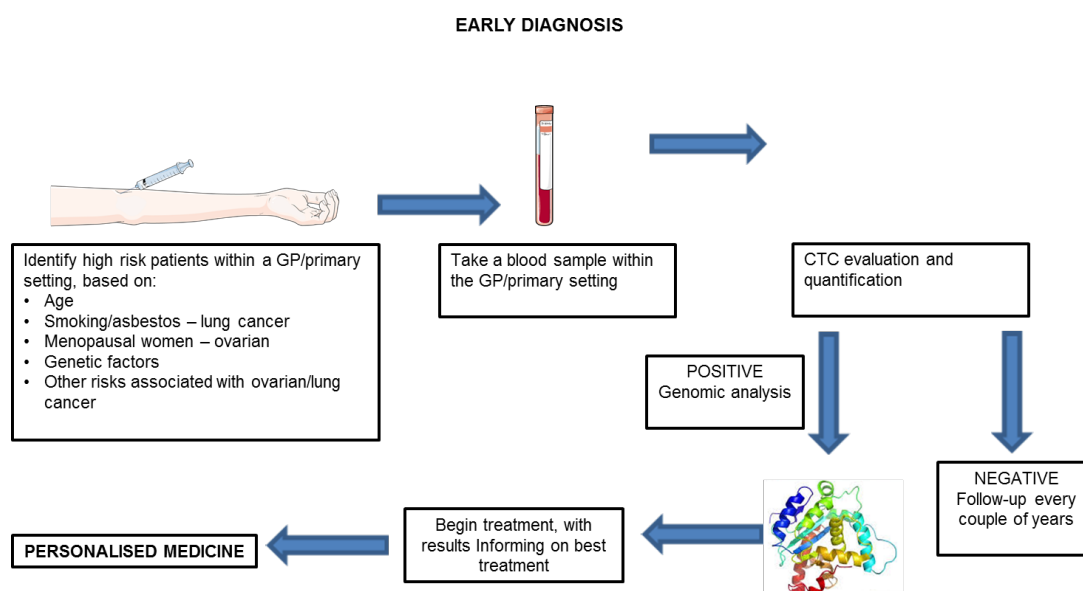 EARLY DIAGNOSIS
Identify high risk patients within a GP/primary
setting, based on:
• Age
• Smoking/asbestos – lung cancer
• Menopausal women – ovarian
• Genetic factors
• Other risks associated with ovarian/lung
cancer
Take a blood sample within
the GP/primary setting
CTC evaluation and
quantification
POSITIVE
Genomic analysis
NEGATIVE
Follow-up every
couple of years
Begin treatment, with
results Informing on best
treatment
PERSONALISED MEDICINE